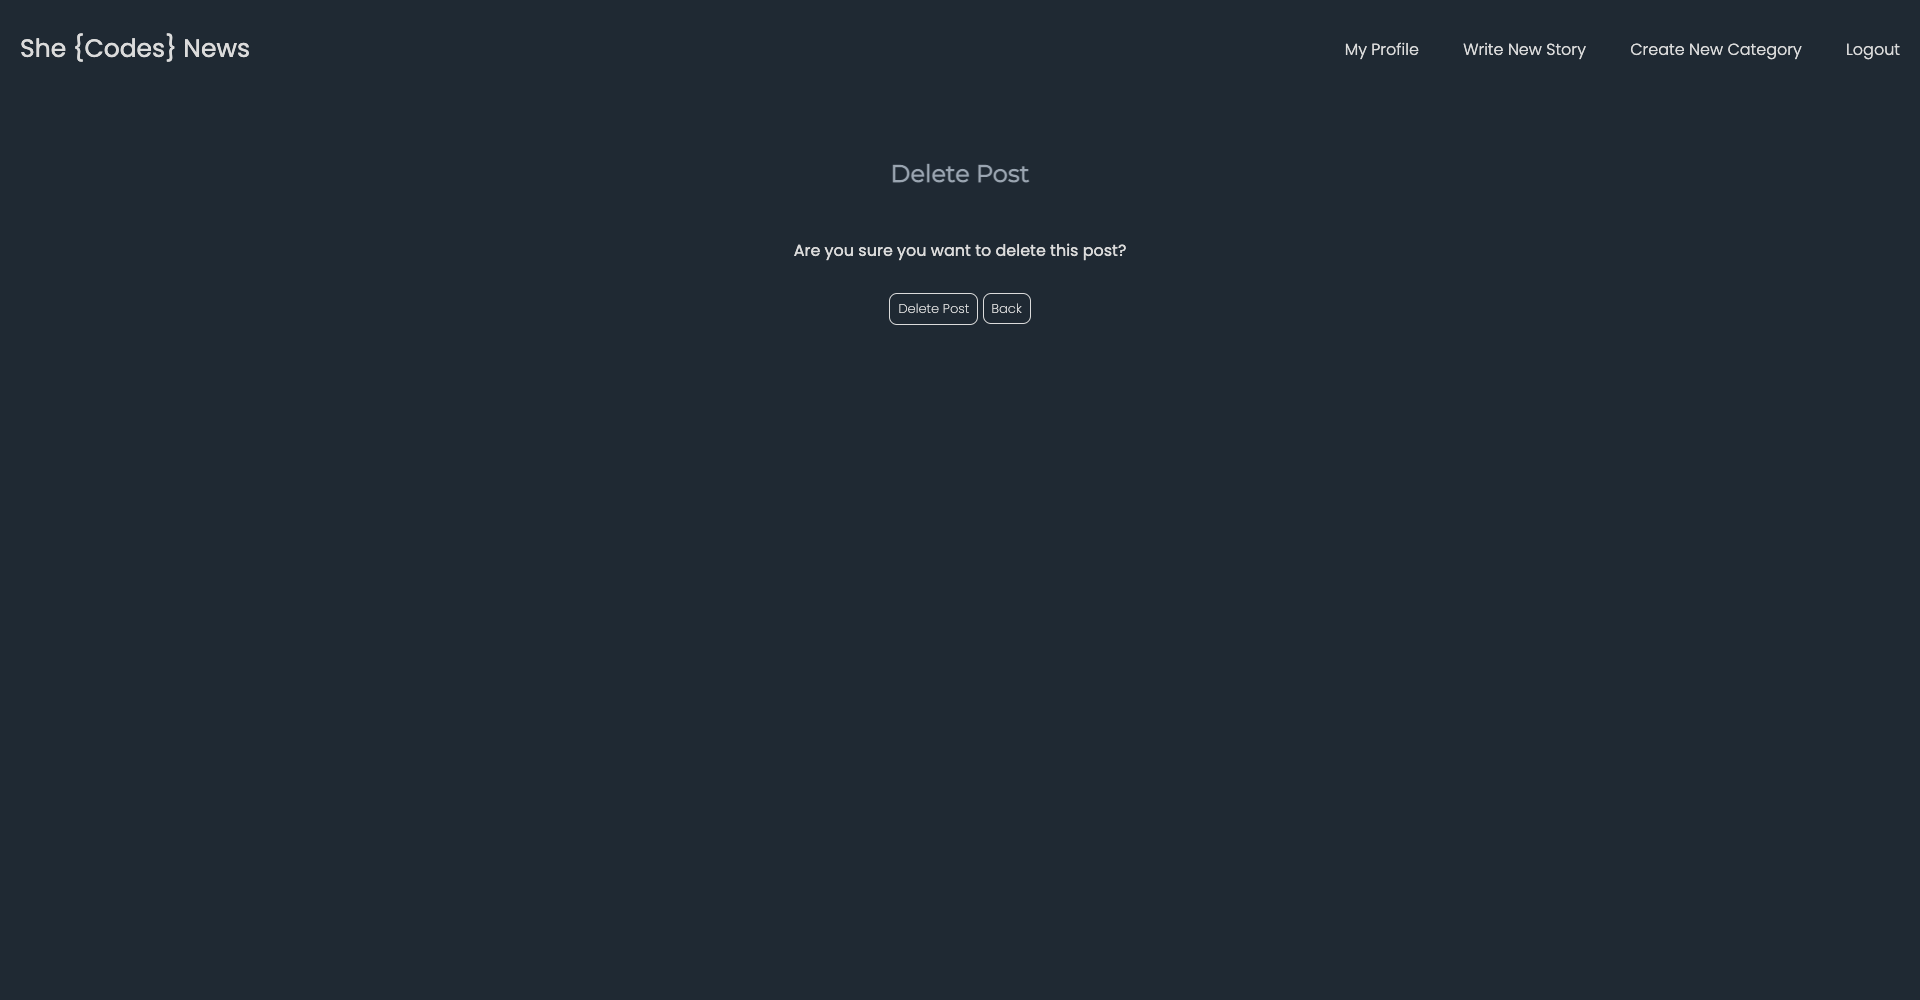 She {Codes} News
My Profile Write New Story Create New Category Logout
Delete Post
Are you sure you want to delete this post?
Delete Post Back